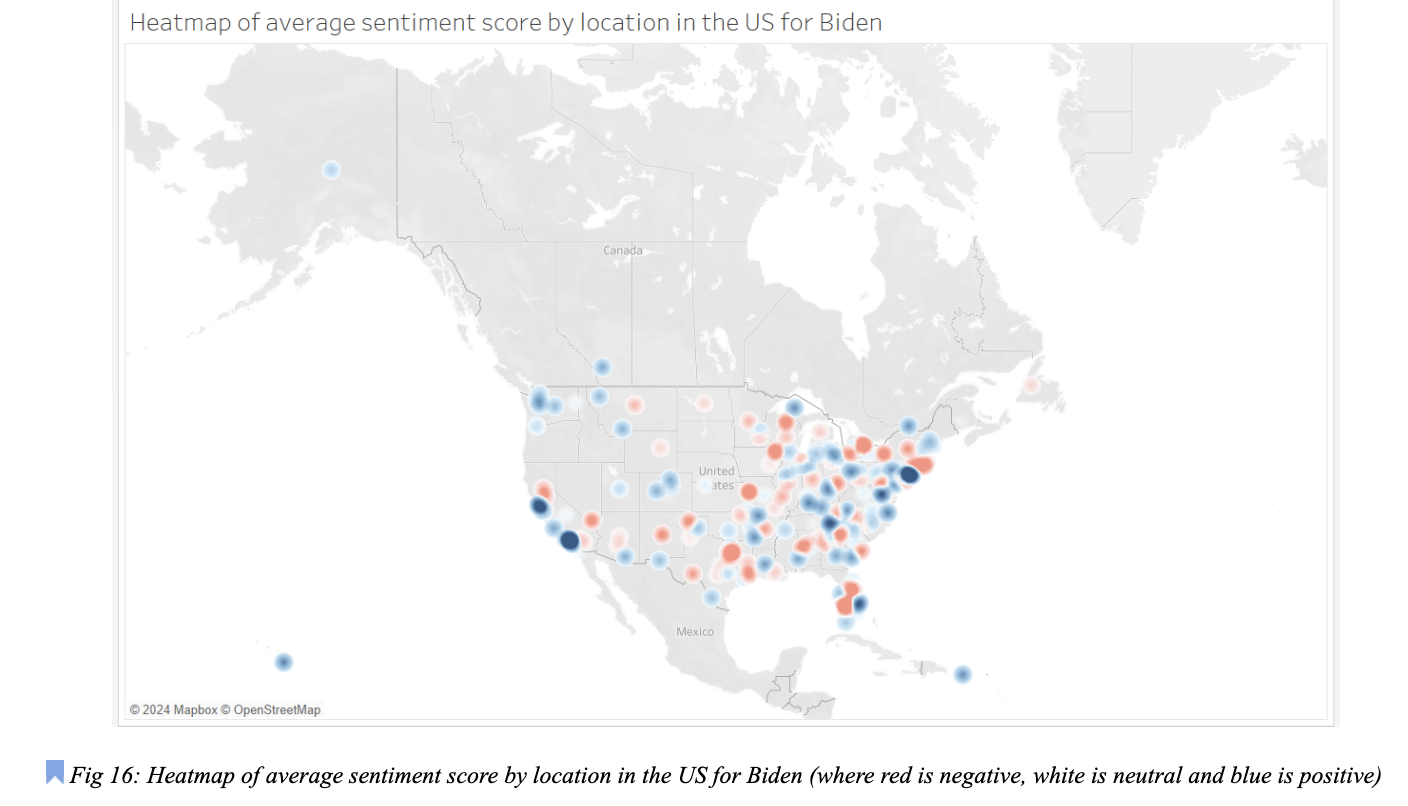 Heatmap of average sentiment score by location in the US for Biden
Canada
United
ates
Mexico
© 2024 Mapbox © OpenStreetMap
Fig 16: Heatmap of average sentiment score by location in the US for Biden (where red is negative, white is neutral and blue is positive)